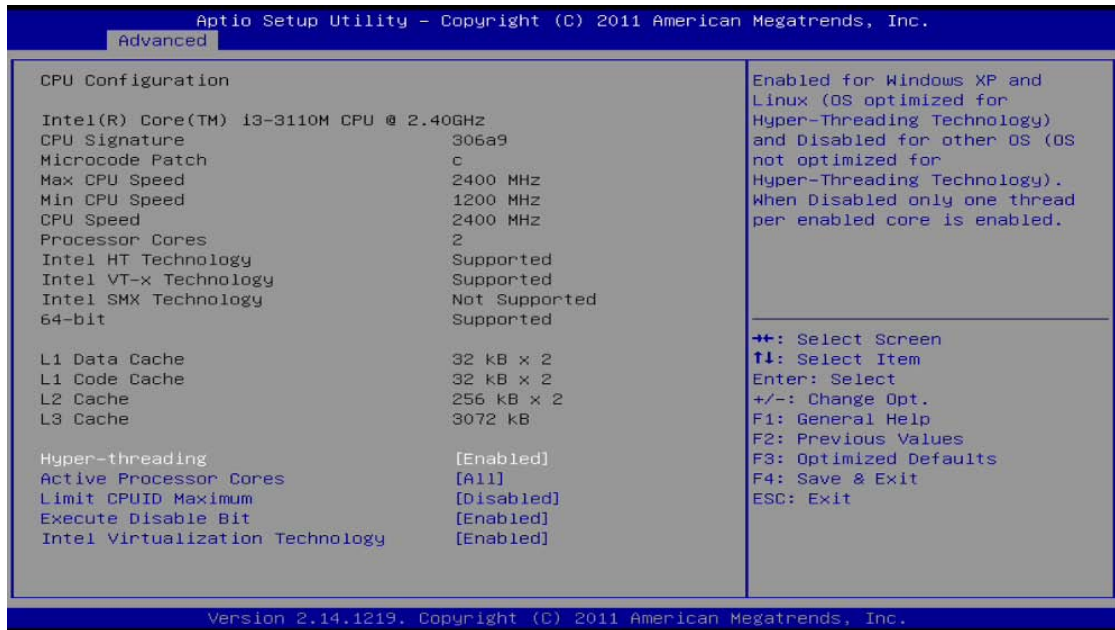 Aptio Setup Utility – Copyright (C) 2011 American Megatrends, Inc.
Advanced
CPU Configuration
Intel(R) Core(TM) i3-3110M CPU @ 2.40GHz
CPU Signature 306a9
Microcode Patch c
Max CPU Speed 2400 MHz
Min CPU Speed 1200 MHz
CPU Speed 2400 MHz
Processor Cores 2
Intel HT Technology Supported
Intel VT-x Technology Supported
Intel SMX Technology Not Supported
64-bit Supported
L1 Data Cache 32 kB x 2
L1 Code Cache 32 kB x 2
L2 Cache 256 kB x 2
L3 Cache 3072 kB
Hyper-threading [Enabled]
Active Processor Cores [All]
Limit CPUID Maximum [Disabled]
Execute Disable Bit [Enabled]
Intel Virtualization Technology [Enabled]
Enabled for Windows XP and
Linux (OS optimized for
Hyper-Threading Technology)
and Disabled for other OS (OS
not optimized for
Hyper-Threading Technology).
When Disabled only one thread
per enabled core is enabled.
→←: Select Screen
↑↓: Select Item
Enter: Select
+/-: Change Opt.
F1: General Help
F2: Previous Values
F3: Optimized Defaults
F4: Save & Exit
ESC: Exit
Version 2.14.1219. Copyright (C) 2011 American Megatrends, Inc.